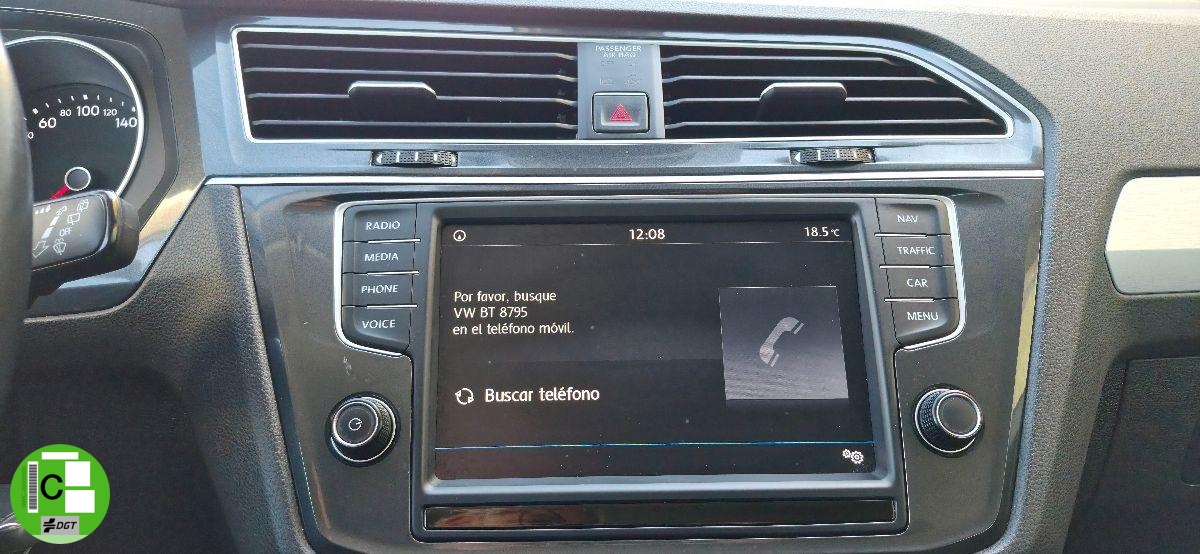 PASSENGER
AIR BAG
60 80 100 120 140
OFF
RADIO
MEDIA
PHONE
VOICE
12:08
18.5°C
Por favor, busque
VW BT 8795
en el teléfono móvil.
Buscar teléfono
NAV
TRAFFIC
CAR
MENU
C
DGT